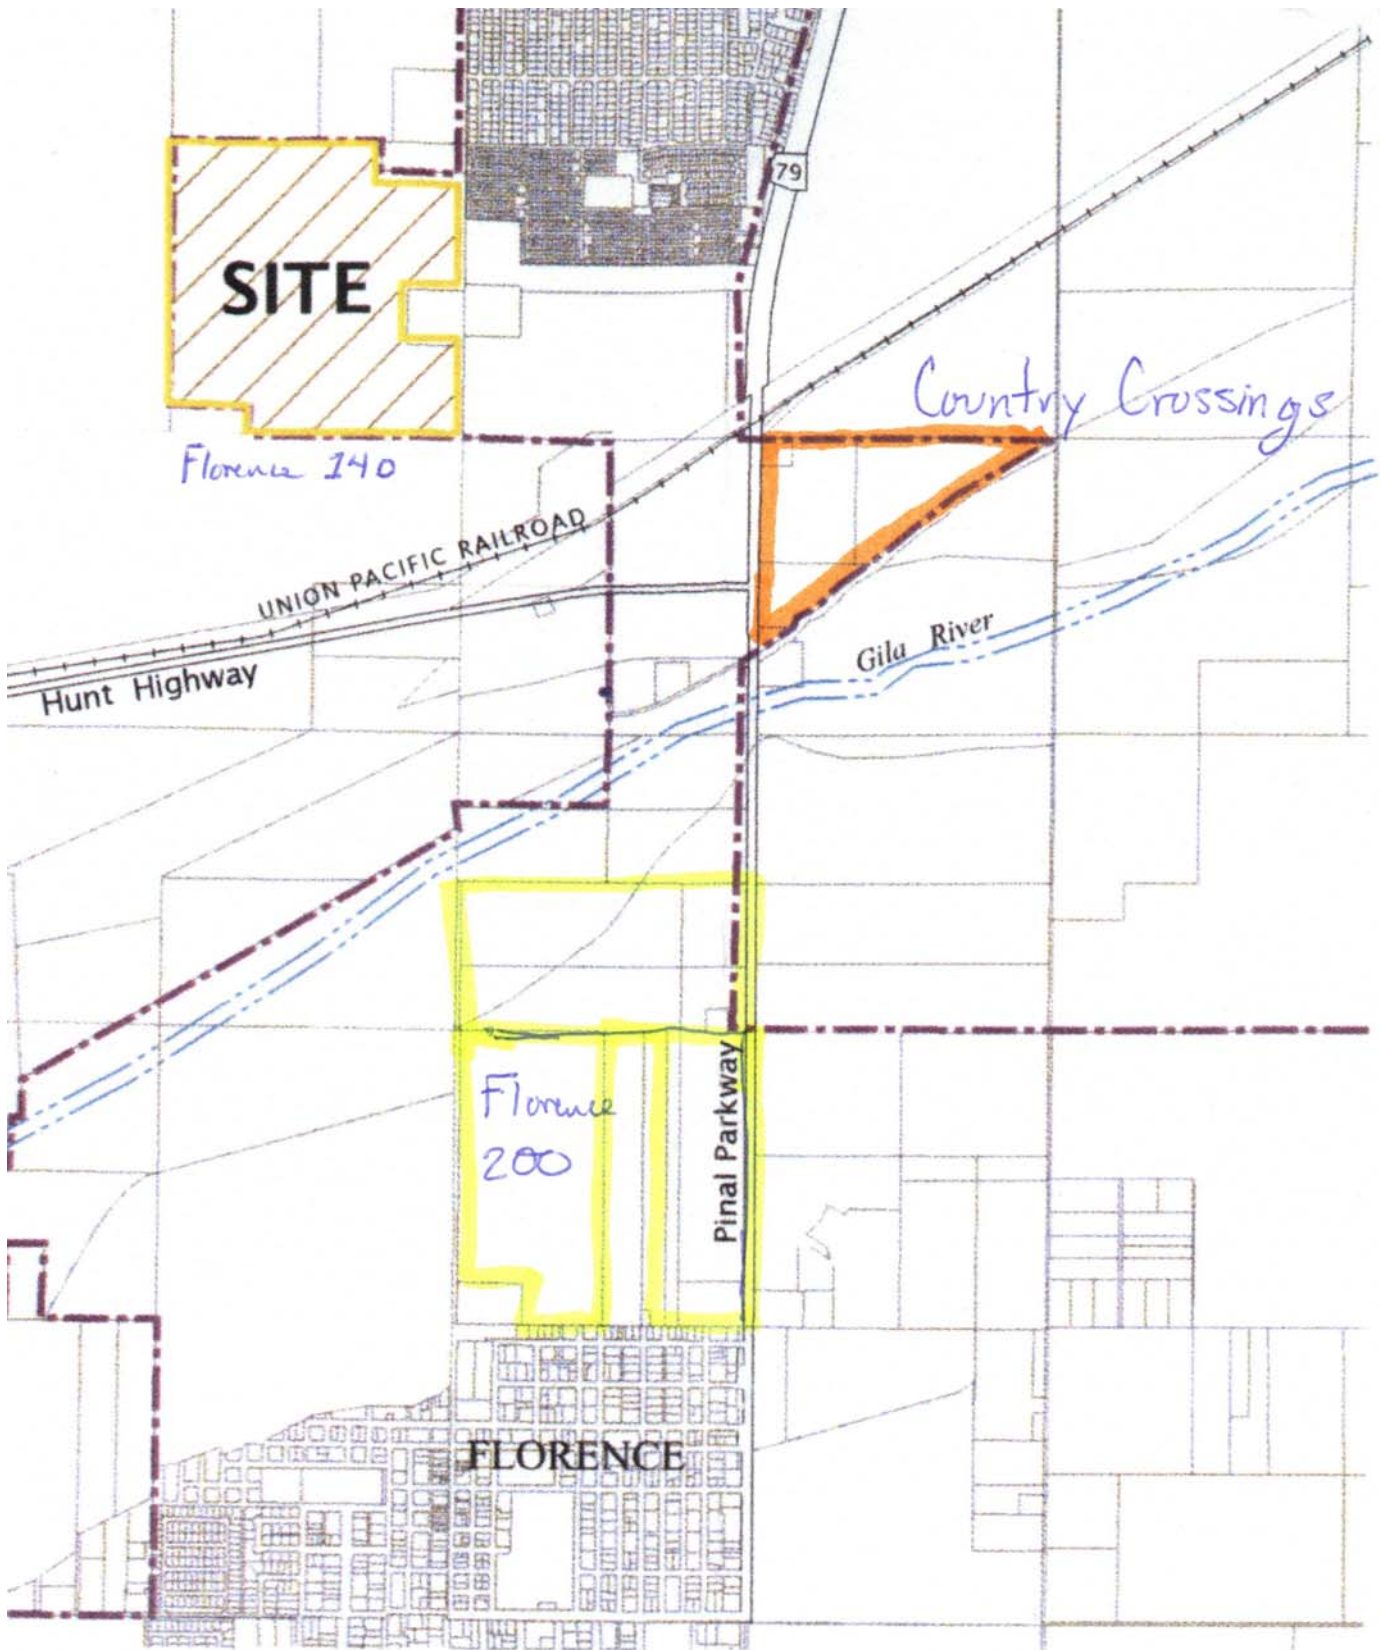 79
SITE
Country Crossings
Florence 140
UNION PACIFIC RAILROAD
Hunt Highway
Gila River
Florence
200
Pinal Parkway
FLORENCE